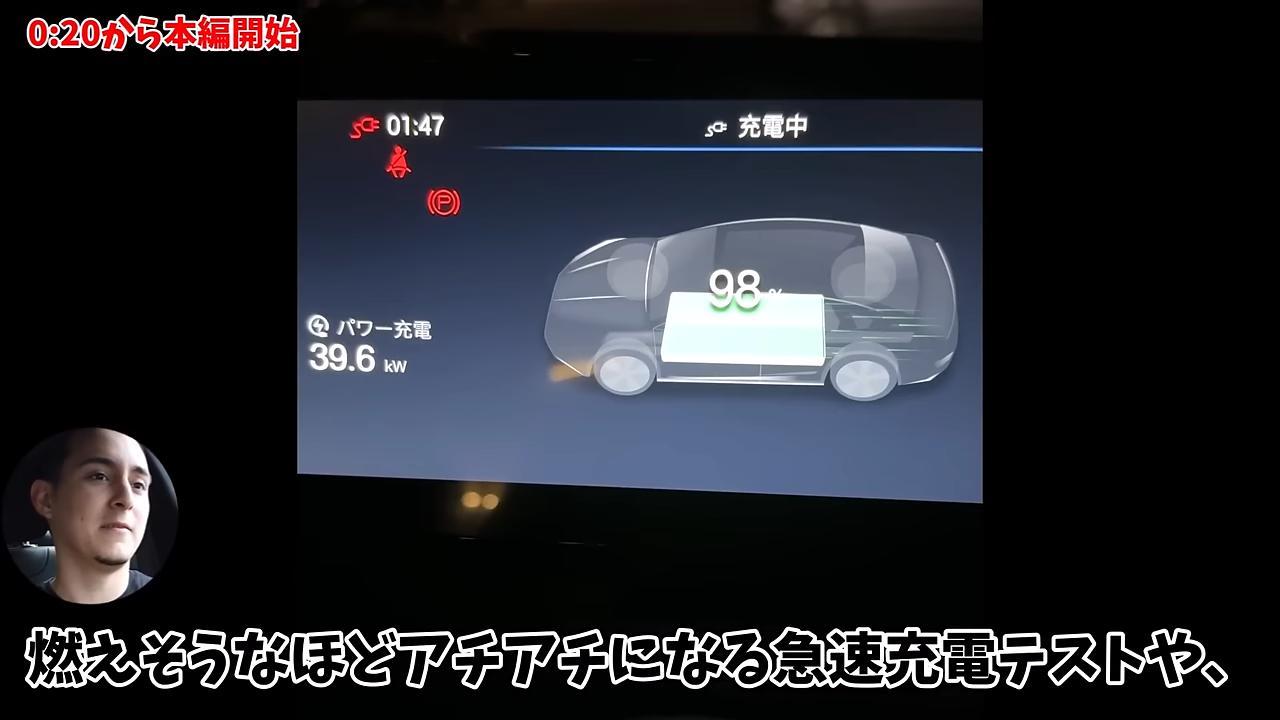 0:20から本編開始
01:47
充電中
98 %
パワー充電
39.6 kW
燃えそうなほどアチアチになる急速充電テストや、